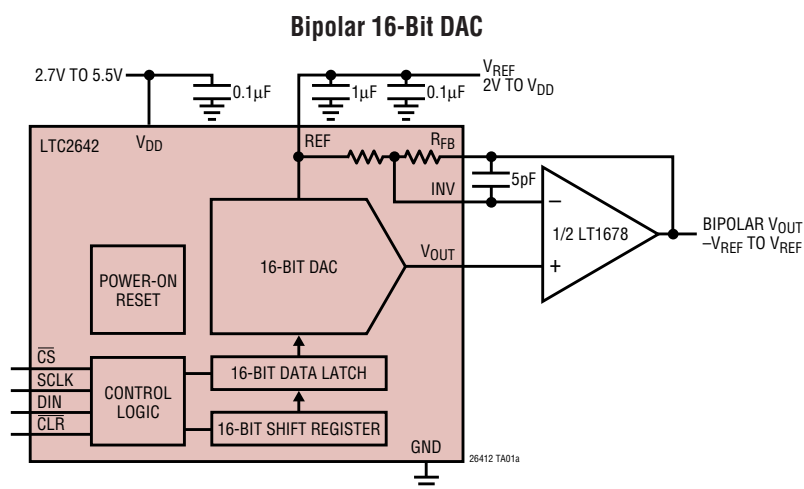 Bipolar 16-Bit DAC
2.7V TO 5.5V
0.1µF
1µF
0.1µF
VREF
2V TO VDD
LTC2642
VDD
REF
RFB
INV
5pF
1/2 LT1678
–
+
BIPOLAR VOUT
–VREF TO VREF
16-BIT DAC
VOUT
POWER-ON
RESET
CS
SCLK
DIN
CLR
CONTROL
LOGIC
16-BIT DATA LATCH
16-BIT SHIFT REGISTER
GND
26412 TA01a